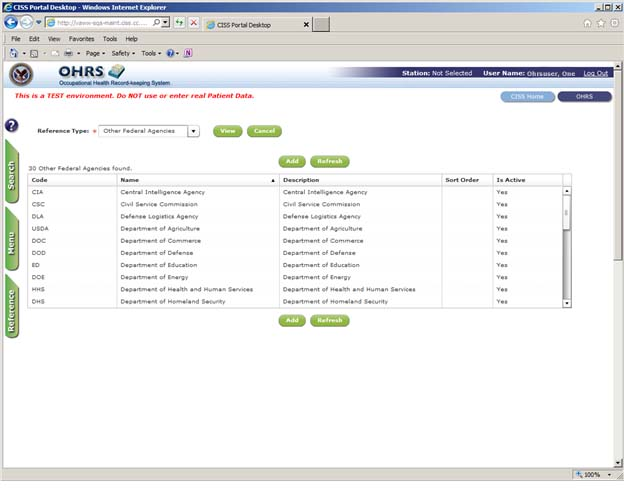 CISS Portal Desktop - Windows Internet Explorer
CISS Portal Desktop
File Edit View Favorites Tools Help
Page Safety Tools
OHRS
Occupational Health Record-keeping System
Station: Not Selected User Name: Ohrsuser, One Log Out
This is a TEST environment. Do NOT use or enter real Patient Data.
CISS Home OHRS
Reference Type: * Other Federal Agencies View Cancel
Search
Menu
Reference
Add Refresh
30 Other Federal Agencies found.
Code Name Description Sort Order Is Active
CIA Central Intelligence Agency Central Intelligence Agency Yes
CSC Civil Service Commission Civil Service Commission Yes
DLA Defense Logistics Agency Defense Logistics Agency Yes
USDA Department of Agriculture Department of Agriculture Yes
DOC Department of Commerce Department of Commerce Yes
DOD Department of Defense Department of Defense Yes
ED Department of Education Department of Education Yes
DOE Department of Energy Department of Energy Yes
HHS Department of Health and Human Services Department of Health and Human Services Yes
DHS Department of Homeland Security Department of Homeland Security Yes
Add Refresh
100%